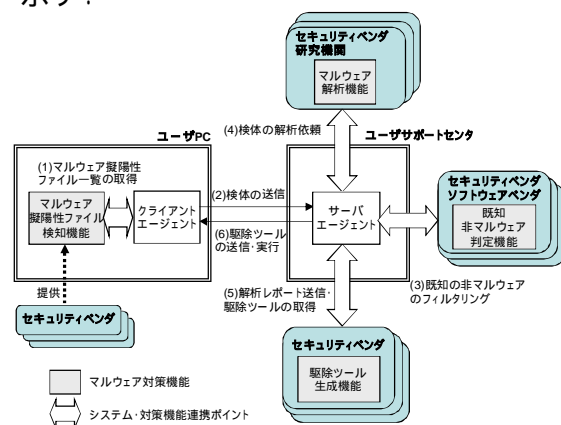 セキュリティベンダ
研究機関
マルウェア
解析機能
(4)検体の解析依頼
ユーザPC
ユーザサポートセンタ
(1)マルウェア擬陽性
ファイル一覧の取得
マルウェア
擬陽性ファイル
検知機能
クライアント
エージェント
(2)検体の送信
(6)駆除ツール
の送信・実行
サーバ
エージェント
セキュリティベンダ
ソフトウェアベンダ
既知
非マルウェア
判定機能
提供
(5)解析レポート送信・
駆除ツールの取得
(3)既知の非マルウェア
のフィルタリング
セキュリティベンダ
セキュリティベンダ
駆除ツール
生成機能
マルウェア対策機能
システム・対策機能連携ポイント